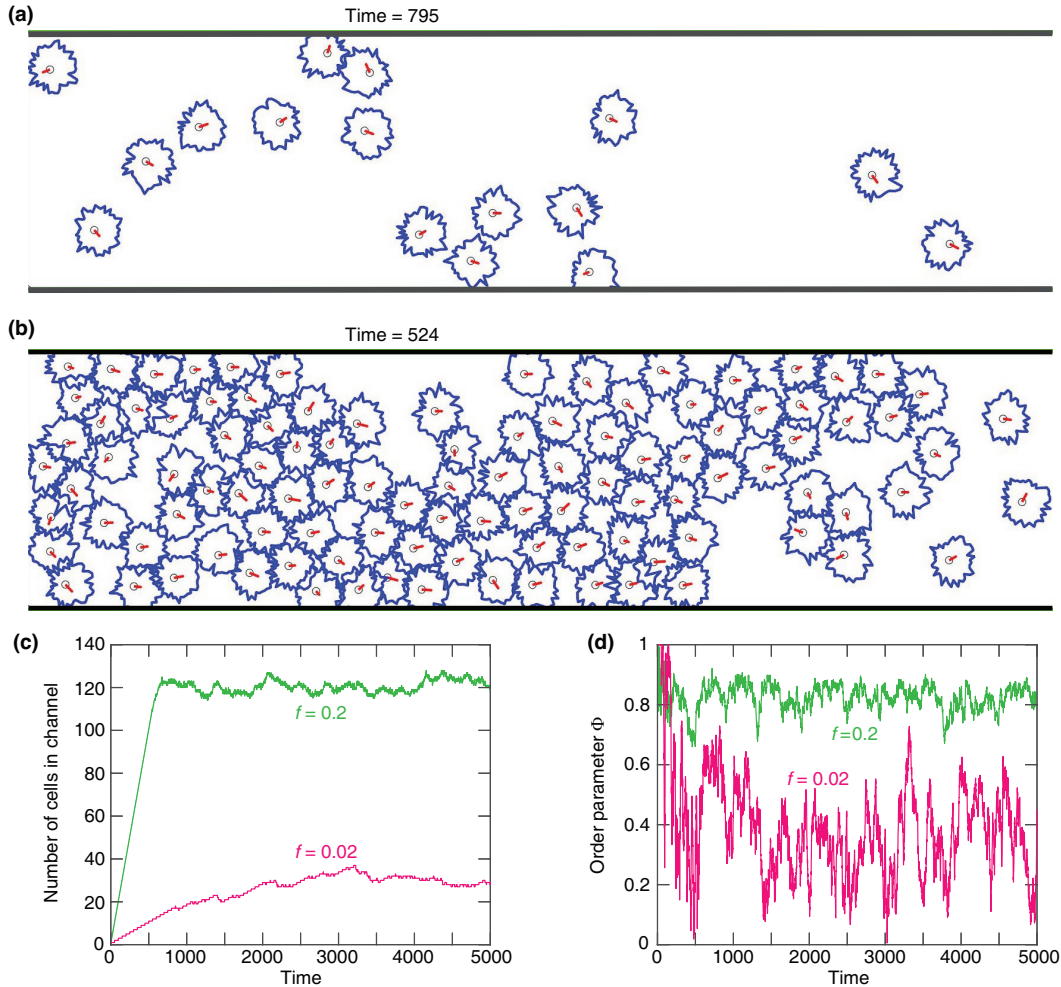 (a)
Time = 795
(b)
Time = 524
(c)
Number of cells in channel
140
120
100
80
60
40
20
0
f = 0.2
f = 0.02
0 1000 2000 3000 4000 5000
Time
(d)
Order parameter Φ
1
0.8
0.6
0.4
0.2
0
f=0.2
f = 0.02
0 1000 2000 3000 4000 5000
Time